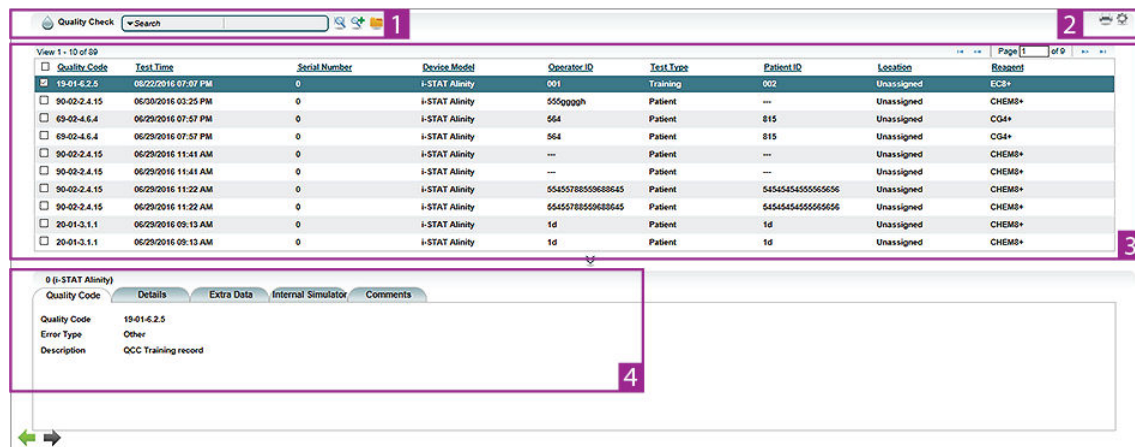 Quality Check Search 1 2
View 1 - 10 of 89 Page 1 of 9
Quality Code Test Time Serial Number Device Model Operator ID Test Type Patient ID Location Reagent
19-01-6.2.5 08/22/2016 07:07 PM 0 i-STAT Alinity 001 Training 002 Unassigned EC8+
90-02-2.4.15 06/30/2016 03:25 PM 0 i-STAT Alinity 555ggggh Patient --- Unassigned CHEM8+
69-02-4.6.4 06/29/2016 07:57 PM 0 i-STAT Alinity 564 Patient 815 Unassigned CG4+
69-02-4.6.4 06/29/2016 07:57 PM 0 i-STAT Alinity 564 Patient 815 Unassigned CG4+
90-02-2.4.15 06/29/2016 11:41 AM 0 i-STAT Alinity --- Patient --- Unassigned CHEM8+
90-02-2.4.15 06/29/2016 11:41 AM 0 i-STAT Alinity --- Patient --- Unassigned CHEM8+
90-02-2.4.15 06/29/2016 11:22 AM 0 i-STAT Alinity 55455788559688645 Patient 54545454555565656 Unassigned CHEM8+
90-02-2.4.15 06/29/2016 11:22 AM 0 i-STAT Alinity 55455788559688645 Patient 54545454555565656 Unassigned CHEM8+
20-01-3.1.1 06/29/2016 09:13 AM 0 i-STAT Alinity 1d Patient 1d Unassigned CHEM8+
20-01-3.1.1 06/29/2016 09:13 AM 0 i-STAT Alinity 1d Patient 1d Unassigned CHEM8+
3
0 (i-STAT Alinity)
Quality Code Details Extra Data Internal Simulator Comments
Quality Code 19-01-6.2.5
Error Type Other
Description QCC Training record
4